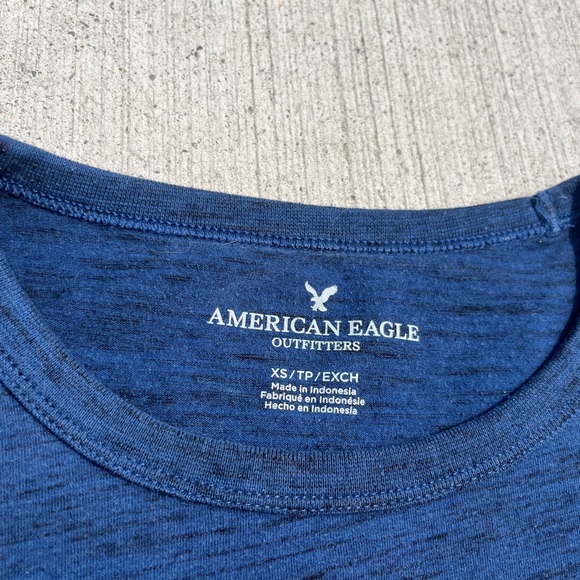 AMERICAN EAGLE
OUTFITTERS
XS/TP/EXCH
Made in Indonesia
Fabriqué en Indonésie
Hecho en Indonesia